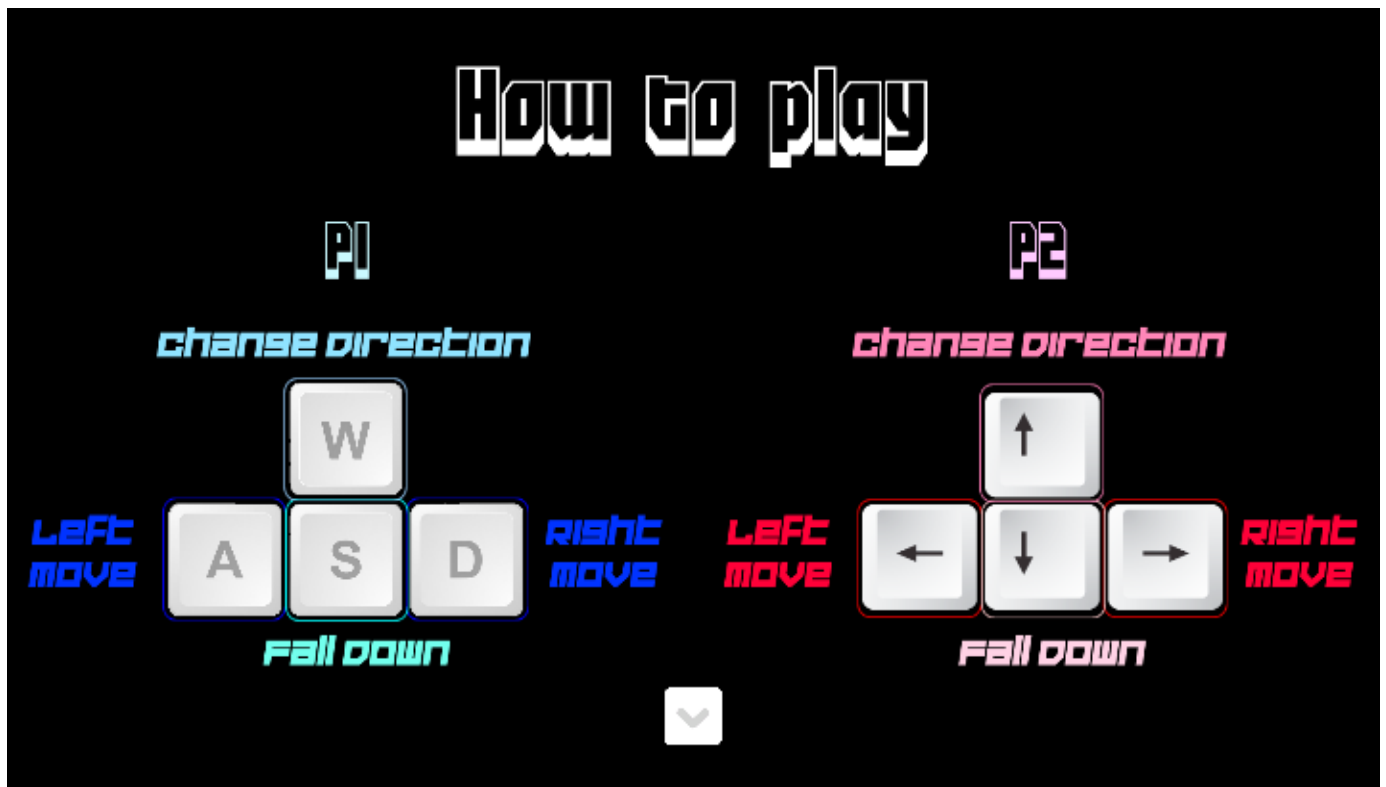 How to play
P1
Change Direction
W
Left
move
A
S
D
Right
move
Fall Down
P2
Change Direction
↑
Left
move
←
↓
→
Right
move
Fall Down